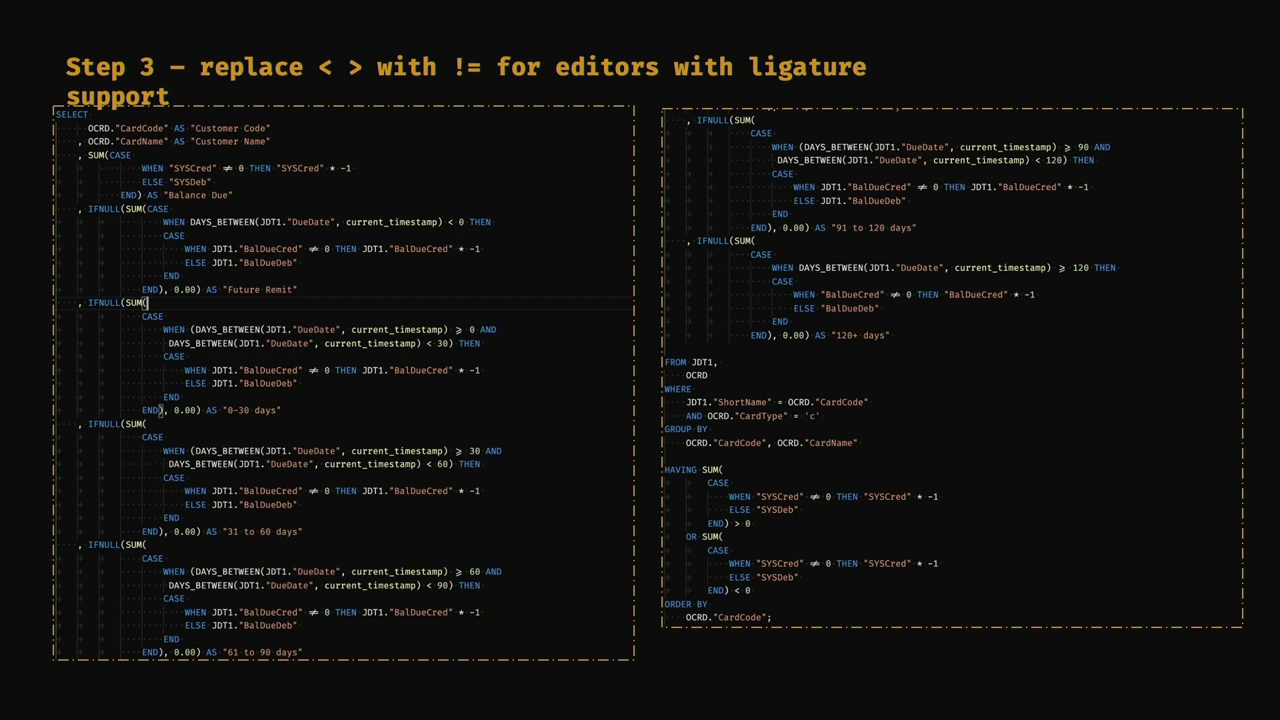 Step 3 – replace < > with != for editors with ligature
support
SELECT
OCRD."CardCode" AS "Customer Code"
, OCRD."CardName" AS "Customer Name"
, SUM(CASE
WHEN "SYSCred" ≠ 0 THEN "SYSCred" * -1
ELSE "SYSDeb"
END) AS "Balance Due"
, IFNULL(SUM(CASE
WHEN DAYS_BETWEEN(JDT1."DueDate", current_timestamp) < 0 THEN
CASE
WHEN JDT1."BalDueCred" ≠ 0 THEN JDT1."BalDueCred" * -1
ELSE JDT1."BalDueDeb"
END
END), 0.00) AS "Future Remit"
, IFNULL(SUM(
CASE
WHEN (DAYS_BETWEEN(JDT1."DueDate", current_timestamp) ⩾ 0 AND
DAYS_BETWEEN(JDT1."DueDate", current_timestamp) < 30) THEN
CASE
WHEN JDT1."BalDueCred" ≠ 0 THEN JDT1."BalDueCred" * -1
ELSE JDT1."BalDueDeb"
END
END), 0.00) AS "0-30 days"
, IFNULL(SUM(
CASE
WHEN (DAYS_BETWEEN(JDT1."DueDate", current_timestamp) ⩾ 30 AND
DAYS_BETWEEN(JDT1."DueDate", current_timestamp) < 60) THEN
CASE
WHEN JDT1."BalDueCred" ≠ 0 THEN JDT1."BalDueCred" * -1
ELSE JDT1."BalDueDeb"
END
END), 0.00) AS "31 to 60 days"
, IFNULL(SUM(
CASE
WHEN (DAYS_BETWEEN(JDT1."DueDate", current_timestamp) ⩾ 60 AND
DAYS_BETWEEN(JDT1."DueDate", current_timestamp) < 90) THEN
CASE
WHEN JDT1."BalDueCred" ≠ 0 THEN JDT1."BalDueCred" * -1
ELSE JDT1."BalDueDeb"
END
END), 0.00) AS "61 to 90 days"
, IFNULL(SUM(
CASE
WHEN (DAYS_BETWEEN(JDT1."DueDate", current_timestamp) ⩾ 90 AND
DAYS_BETWEEN(JDT1."DueDate", current_timestamp) < 120) THEN
CASE
WHEN JDT1."BalDueCred" ≠ 0 THEN JDT1."BalDueCred" * -1
ELSE JDT1."BalDueDeb"
END
END), 0.00) AS "91 to 120 days"
, IFNULL(SUM(
CASE
WHEN DAYS_BETWEEN(JDT1."DueDate", current_timestamp) ⩾ 120 THEN
CASE
WHEN "BalDueCred" ≠ 0 THEN "BalDueCred" * -1
ELSE "BalDueDeb"
END
END), 0.00) AS "120+ days"
FROM JDT1,
OCRD
WHERE
JDT1."ShortName" = OCRD."CardCode"
AND OCRD."CardType" = 'c'
GROUP BY
OCRD."CardCode", OCRD."CardName"
HAVING SUM(
CASE
WHEN "SYSCred" ≠ 0 THEN "SYSCred" * -1
ELSE "SYSDeb"
END) > 0
OR SUM(
CASE
WHEN "SYSCred" ≠ 0 THEN "SYSCred" * -1
ELSE "SYSDeb"
END) < 0
ORDER BY
OCRD."CardCode";